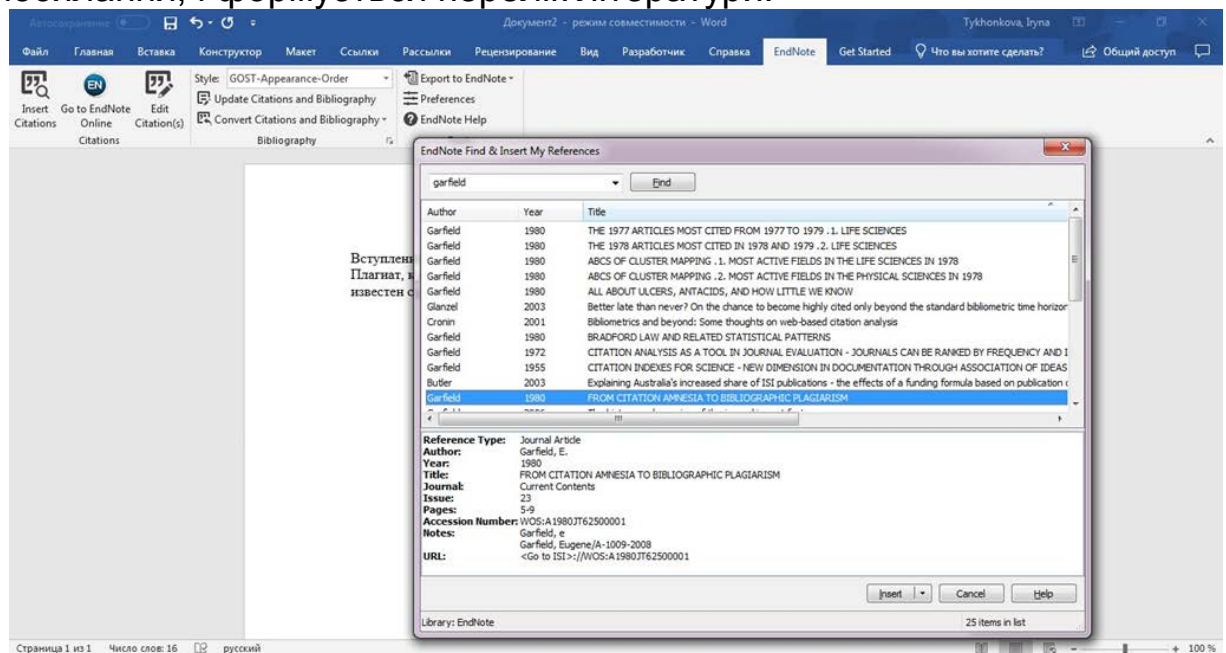 формується перелік літератури.
Автосохранение Документ2 - режим совместимости - Word Tykhonkova, Iryna
Файл Главная Вставка Конструктор Макет Ссылки Рассылки Рецензирование Вид Разработчик Справка EndNote Get Started Что вы хотите сделать? Общий доступ
Insert Citations Go to EndNote Online Edit Citation(s)
Citations
Style: GOST-Appearance-Order
Update Citations and Bibliography
Convert Citations and Bibliography
Bibliography
Export to EndNote
Preferences
EndNote Help
Плагиат,
известен
EndNote Find & Insert My References
garfield Find
Author Year Title
Garfield 1980 THE 1977 ARTICLES MOST CITED FROM 1977 TO 1979 .1. LIFE SCIENCES
Garfield 1980 THE 1978 ARTICLES MOST CITED IN 1978 AND 1979 .2. LIFE SCIENCES
Garfield 1980 ABCS OF CLUSTER MAPPING .1. MOST ACTIVE FIELDS IN THE LIFE SCIENCES IN 1978
Garfield 1980 ABCS OF CLUSTER MAPPING .2. MOST ACTIVE FIELDS IN THE PHYSICAL SCIENCES IN 1978
Garfield 1980 ALL ABOUT ULCERS, ANTACIDS, AND HOW LITTLE WE KNOW
Glanzel 2003 Better late than never? On the chance to become highly cited only beyond the standard bibliometric time horizon
Cronin 2001 Bibliometrics and beyond: Some thoughts on web-based citation analysis
Garfield 1980 BRADFORD LAW AND RELATED STATISTICAL PATTERNS
Garfield 1972 CITATION ANALYSIS AS A TOOL IN JOURNAL EVALUATION - JOURNALS CAN BE RANKED BY FREQUENCY AND I
Garfield 1955 CITATION INDEXES FOR SCIENCE - NEW DIMENSION IN DOCUMENTATION THROUGH ASSOCIATION OF IDEAS
Butler 2003 Explaining Australia's increased share of ISI publications - the effects of a funding formula based on publication
Garfield 1980 FROM CITATION AMNESIA TO BIBLIOGRAPHIC PLAGIARISM
Reference Type: Journal Article
Author: Garfield, E.
Year: 1980
Title: FROM CITATION AMNESIA TO BIBLIOGRAPHIC PLAGIARISM
Journal: Current Contents
Issue: 23
Pages: 5-9
Accession Number: WOS:A1980JT62500001
Notes: Garfield, e
Garfield, Eugene/A-1009-2008
URL: <Go to ISI>://WOS:A1980JT62500001
Insert Cancel Help
Library: EndNote 25 items in list
Страница 1 из 1 Число слов: 16 русский 100 %